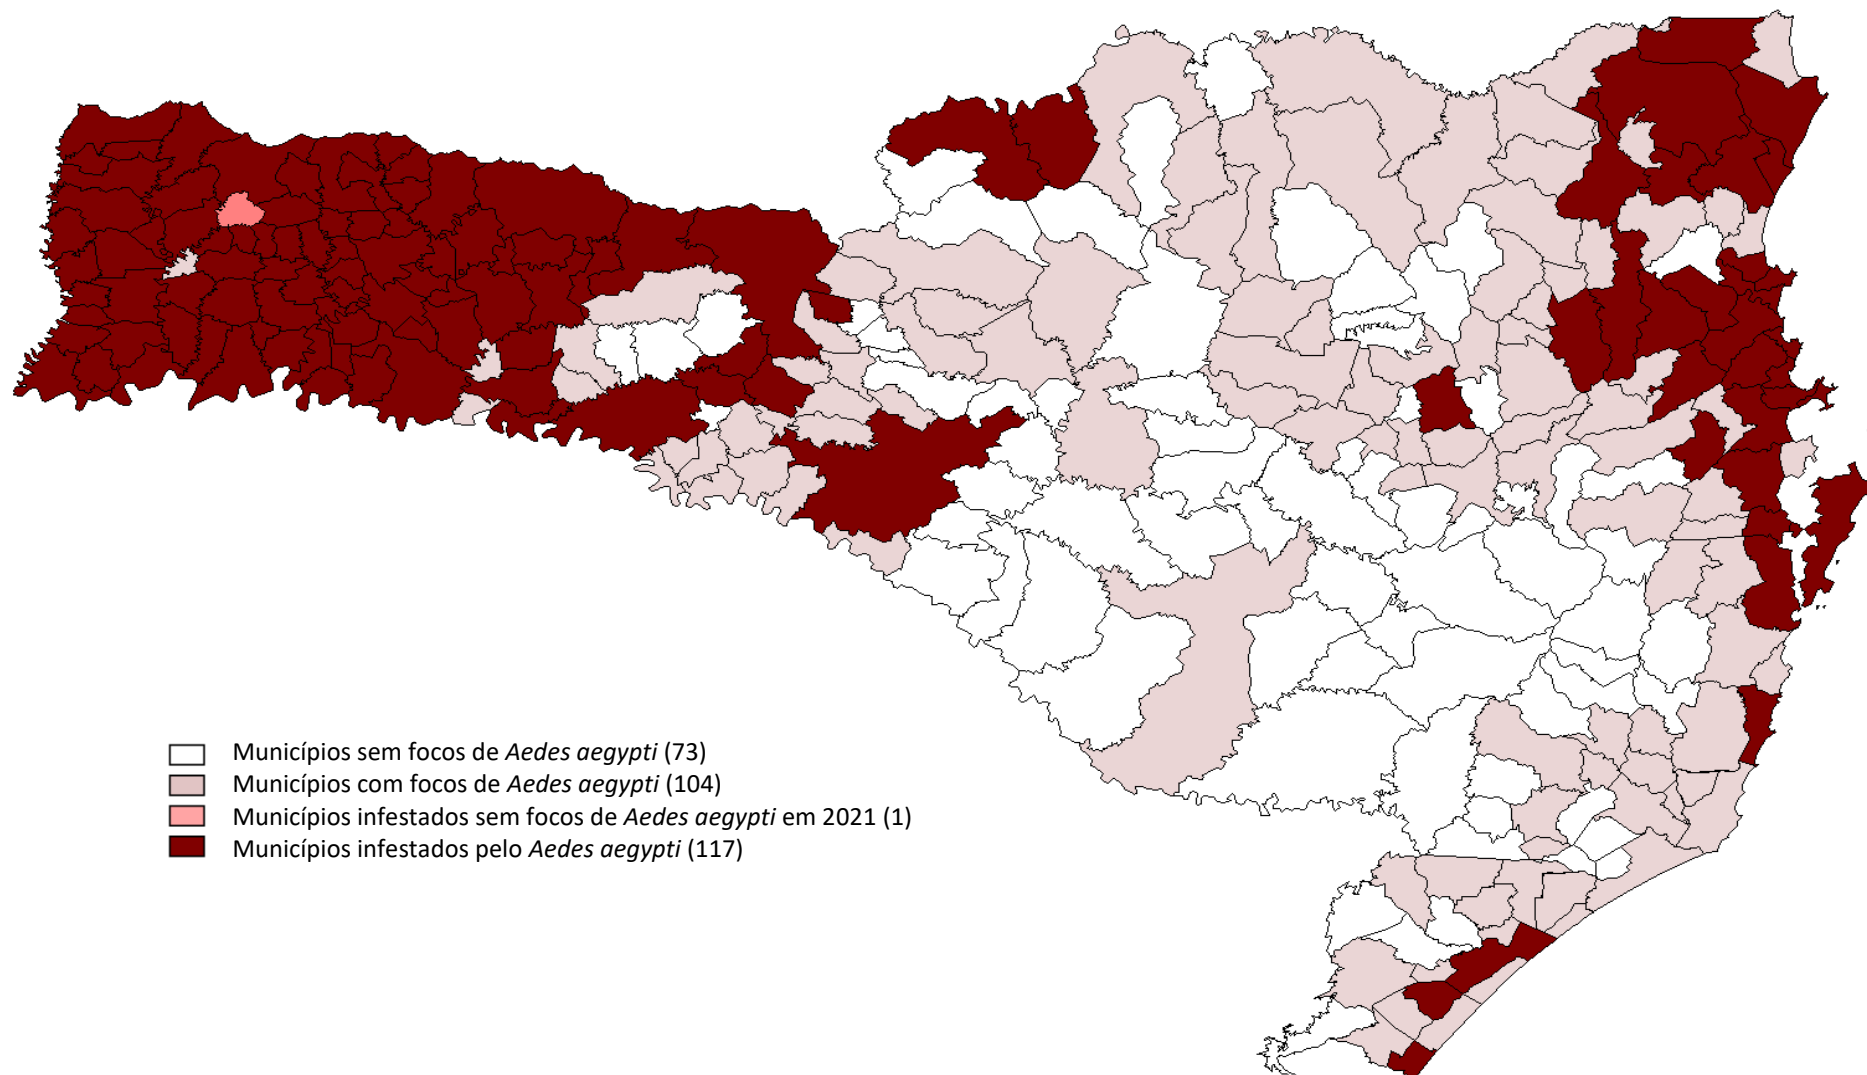 Municípios sem focos de Aedes aegypti (73)
Municípios com focos de Aedes aegypti (104)
Municípios infestados sem focos de Aedes aegypti em 2021 (1)
Municípios infestados pelo Aedes aegypti (117)